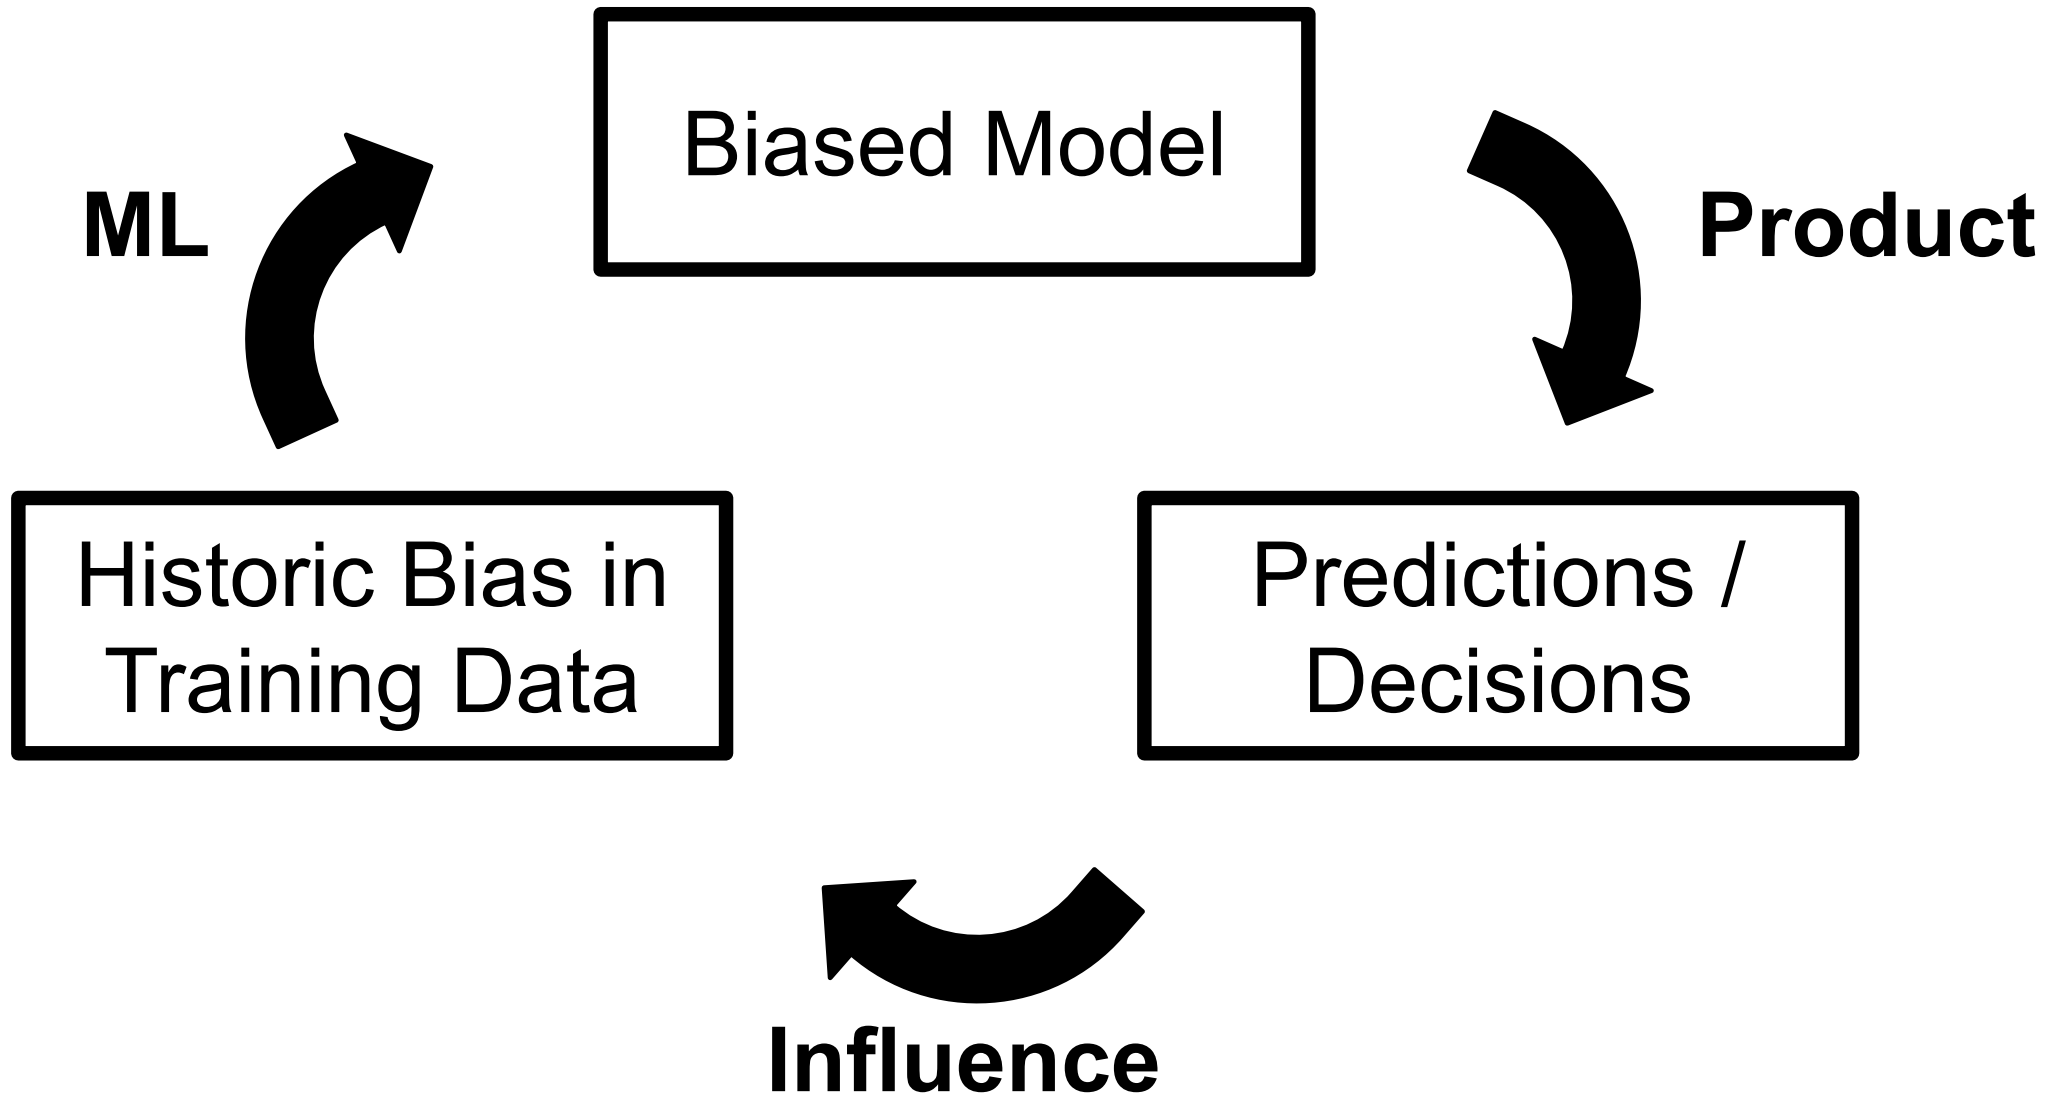 Biased Model
ML
Product
Historic Bias in
Training Data
Predictions /
Decisions
Influence